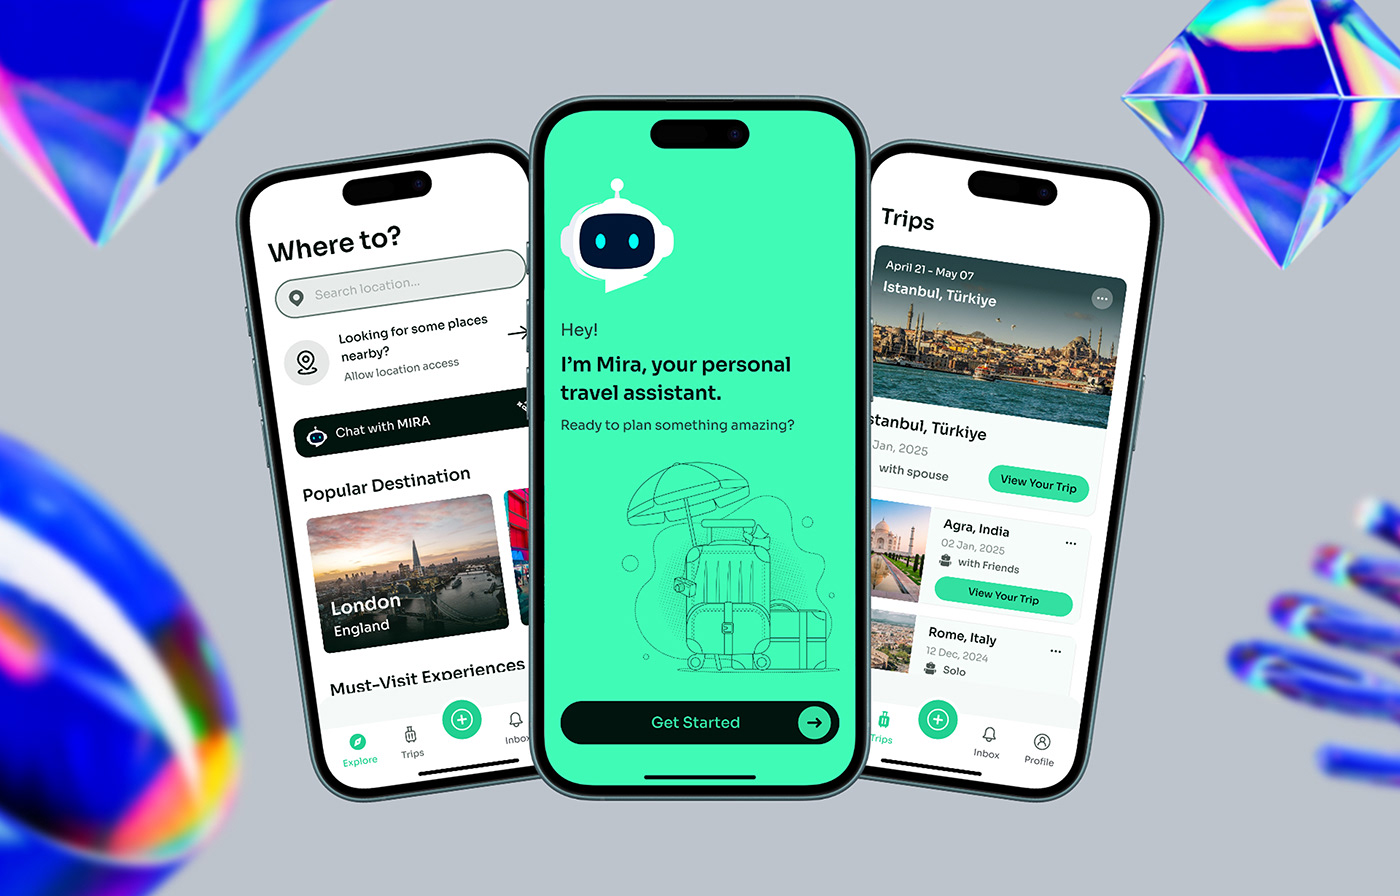 Where to?
Search location...
Looking for some places
nearby?
Allow location access
Chat with MIRA
Popular Destination
London
England
Must-Visit Experiences
Explore
Trips
Inbox
Hey!
I'm Mira, your personal
travel assistant.
Ready to plan something amazing?
Get Started
Trips
April 21 - May 07
Istanbul, Türkiye
stanbul, Türkiye
Jan, 2025
with spouse
View Your Trip
Agra, India
02 Jan, 2025
with Friends
View Your Trip
Rome, Italy
12 Dec, 2024
Solo
Trips
Inbox
Profile